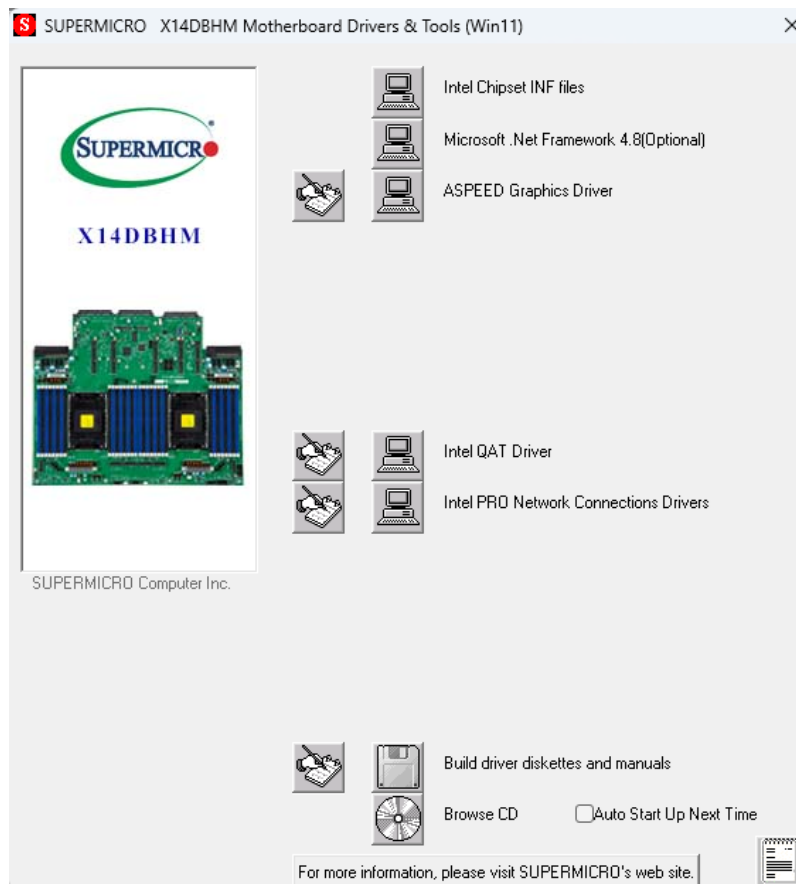 S SUPERMICRO X14DBHM Motherboard Drivers & Tools (Win11)
SUPERMICR
X14DBHM
SUPERMICRO Computer Inc.
Intel Chipset INF files
Microsoft .Net Framework 4.8(Optional)
ASPEED Graphics Driver
Intel QAT Driver
Intel PRO Network Connections Drivers
Build driver diskettes and manuals
Browse CD
Auto Start Up Next Time
For more information, please visit SUPERMICRO's web site.